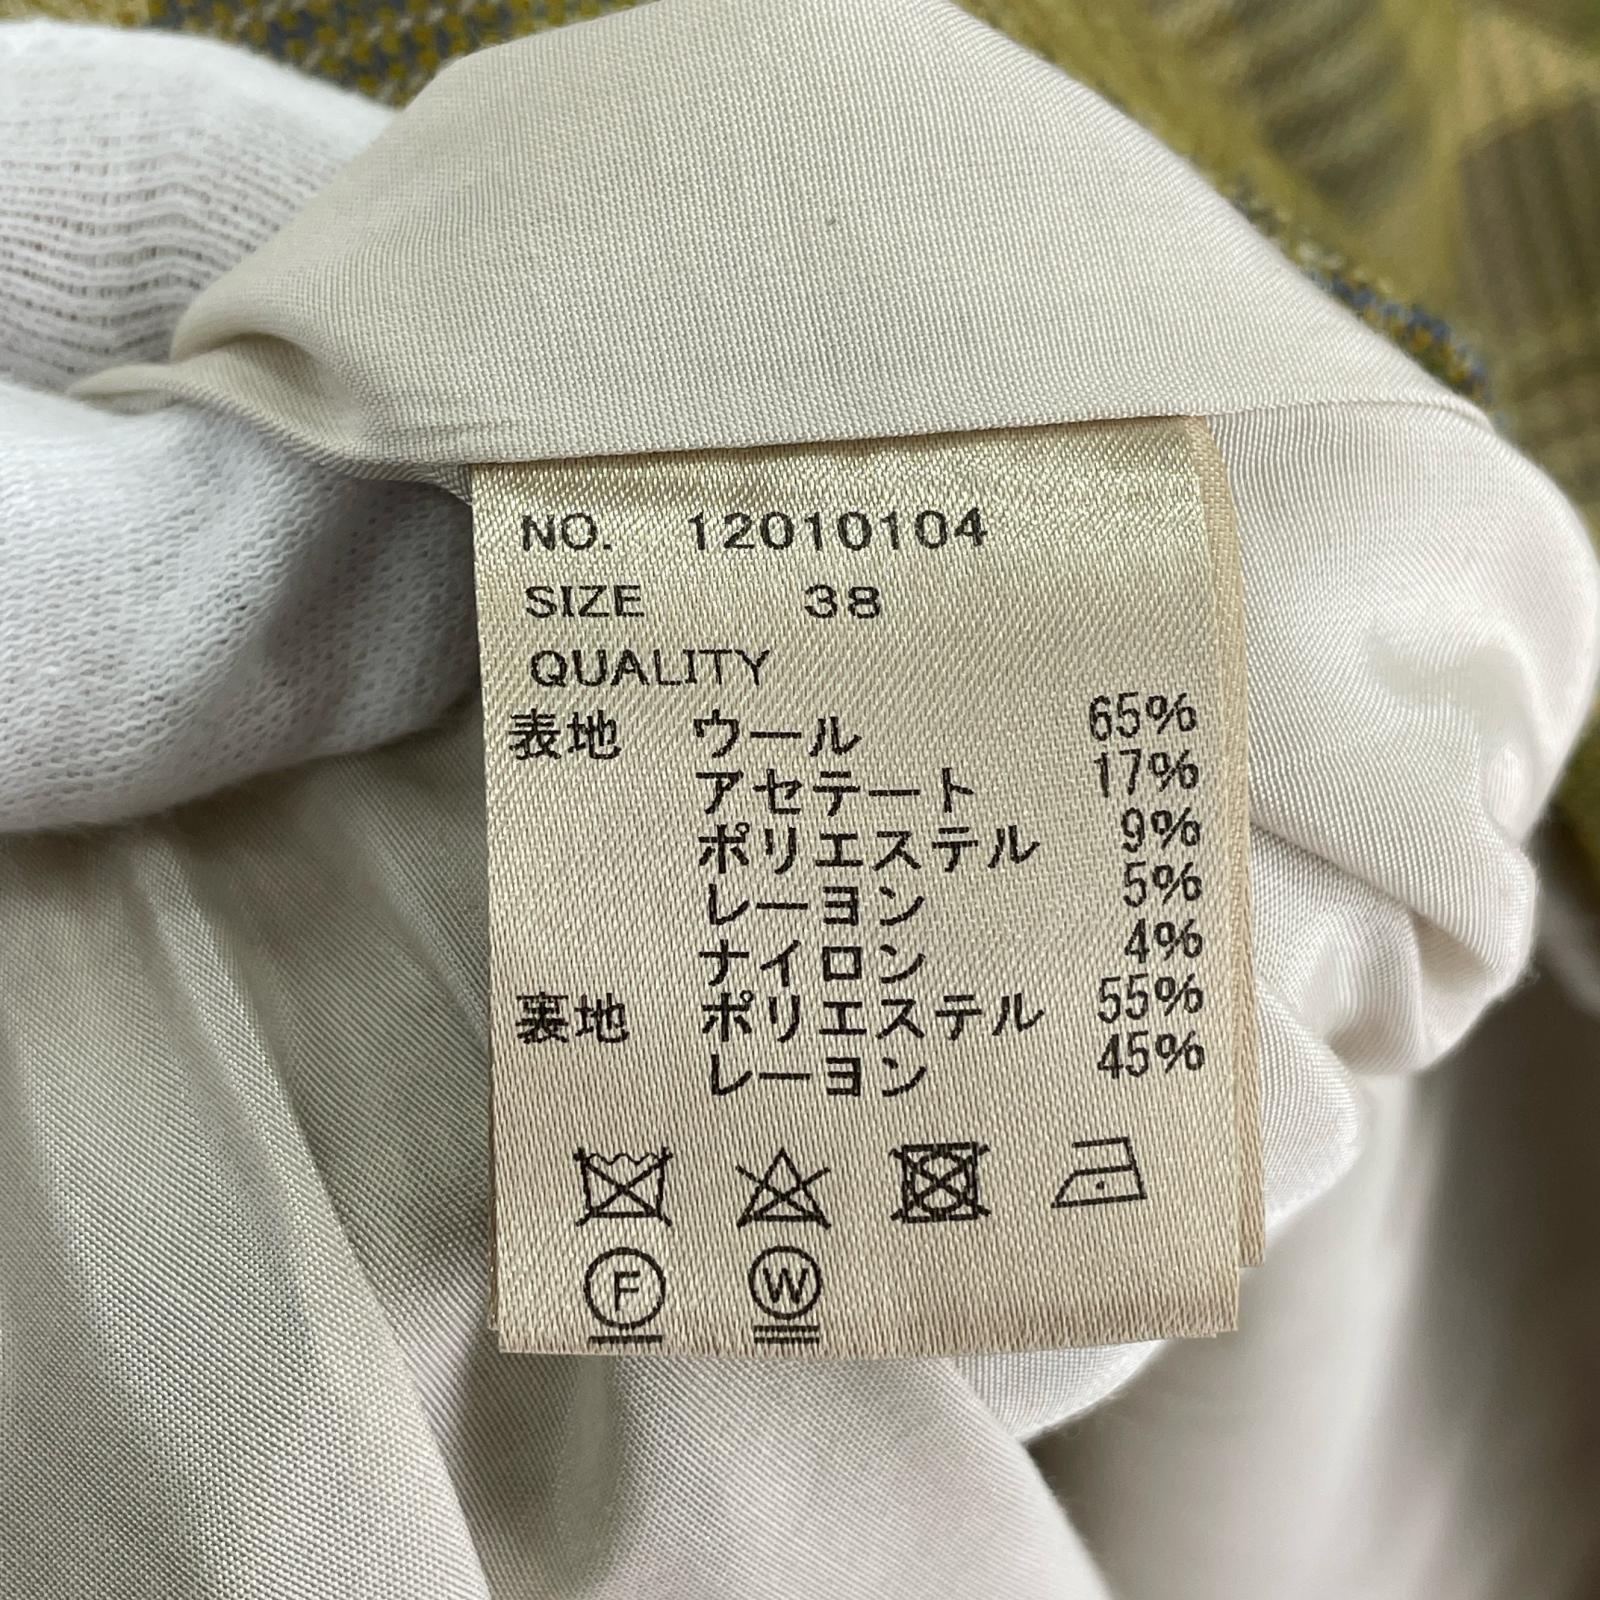 NO. 12010104
SIZE 38
QUALITY
表地 ウール 65%
アセテート 17%
ポリエステル 9%
レーヨン 5%
ナイロン 4%
裏地 ポリエステル 55%
レーヨン 45%
F W